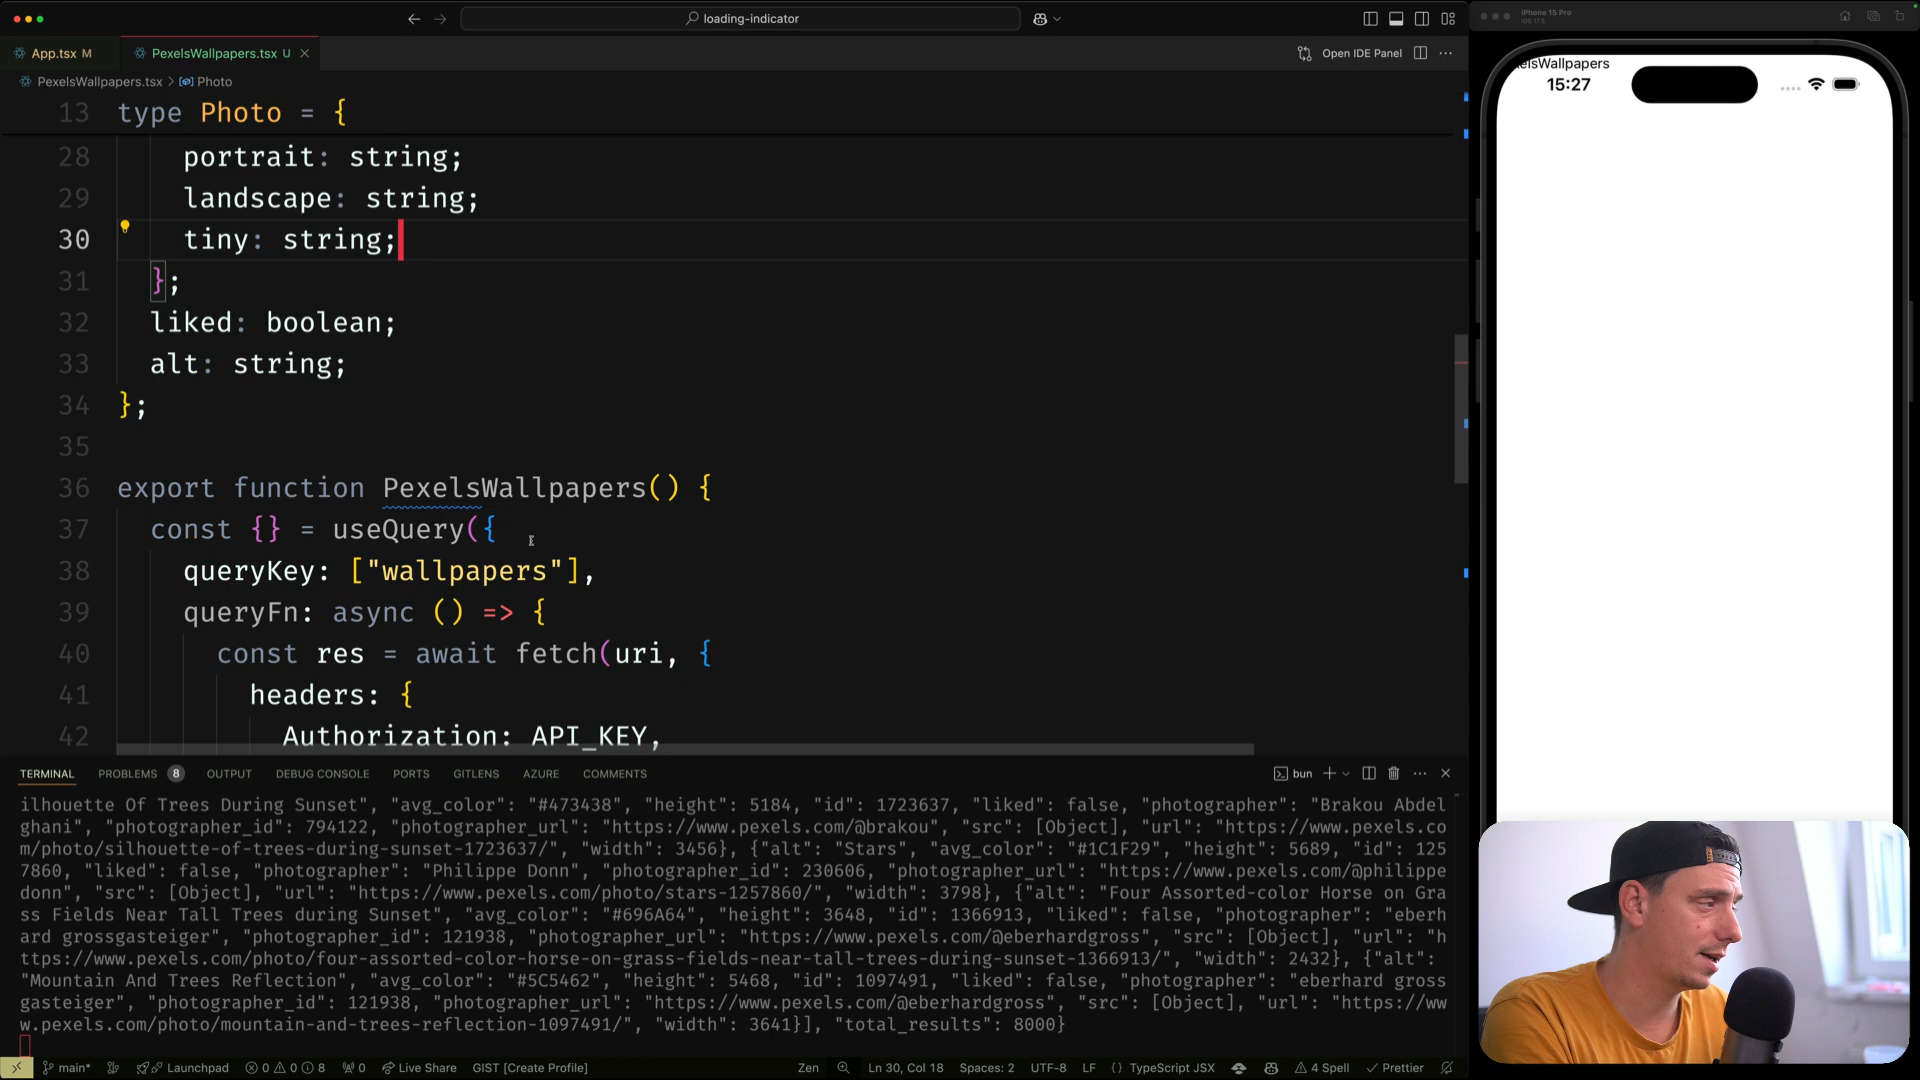 loading-indicator
iPhone 15 Pro
iOS 17.5
App.tsx M
PexelsWallpapers.tsx U
Open IDE Panel
PexelsWallpapers.tsx > Photo
13 type Photo = {
28 portrait: string;
29 landscape: string;
30 tiny: string;
31 };
32 liked: boolean;
33 alt: string;
34 };
35
36 export function PexelsWallpapers() {
37 const {} = useQuery({
38 queryKey: ["wallpapers"],
39 queryFn: async () => {
40 const res = await fetch(uri, {
41 headers: {
42 Authorization: API_KEY,
elsWallpapers
15:27
TERMINAL PROBLEMS 8 OUTPUT DEBUG CONSOLE PORTS GITLENS AZURE COMMENTS
bun
ilhouette Of Trees During Sunset", "avg_color": "#473438", "height": 5184, "id": 1723637, "liked": false, "photographer": "Brakou Abdel
ghani", "photographer_id": 794122, "photographer_url": "https://www.pexels.com/@brakou", "src": [Object], "url": "https://www.pexels.co
m/photo/silhouette-of-trees-during-sunset-1723637/", "width": 3456}, {"alt": "Stars", "avg_color": "#1C1F29", "height": 5689, "id": 125
7860, "liked": false, "photographer": "Philippe Donn", "photographer_id": 230606, "photographer_url": "https://www.pexels.com/@philippe
donn", "src": [Object], "url": "https://www.pexels.com/photo/stars-1257860/", "width": 3798}, {"alt": "Four Assorted-color Horse on Gra
ss Fields Near Tall Trees during Sunset", "avg_color": "#696A64", "height": 3648, "id": 1366913, "liked": false, "photographer": "eberh
ard grossgasteiger", "photographer_id": 121938, "photographer_url": "https://www.pexels.com/@eberhardgross", "src": [Object], "url": "h
ttps://www.pexels.com/photo/four-assorted-color-horse-on-grass-fields-near-tall-trees-during-sunset-1366913/", "width": 2432}, {"alt":
"Mountain And Trees Reflection", "avg_color": "#5C5462", "height": 5468, "id": 1097491, "liked": false, "photographer": "eberhard gross
gasteiger", "photographer_id": 121938, "photographer_url": "https://www.pexels.com/@eberhardgross", "src": [Object], "url": "https://ww
w.pexels.com/photo/mountain-and-trees-reflection-1097491/", "width": 3641}], "total_results": 8000}
main* Launchpad 0 0 8 0 Live Share GIST [Create Profile] Zen Ln 30, Col 18 Spaces: 2 UTF-8 LF {} TypeScript JSX 4 Spell Prettier